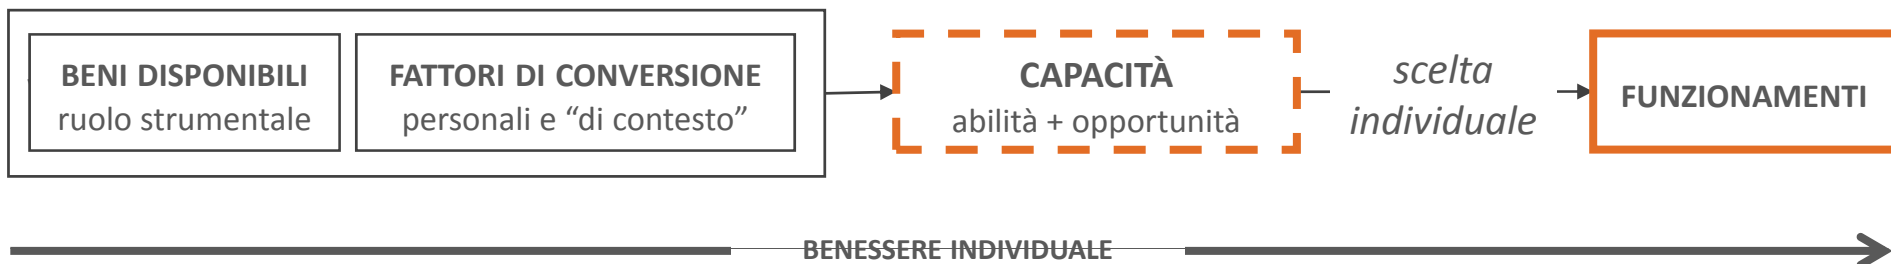 BENI DISPONIBILI
ruolo strumentale
FATTORI DI CONVERSIONE
personali e “di contesto”
CAPACITÀ
abilità + opportunità
scelta
individuale
FUNZIONAMENTI
BENESSERE INDIVIDUALE